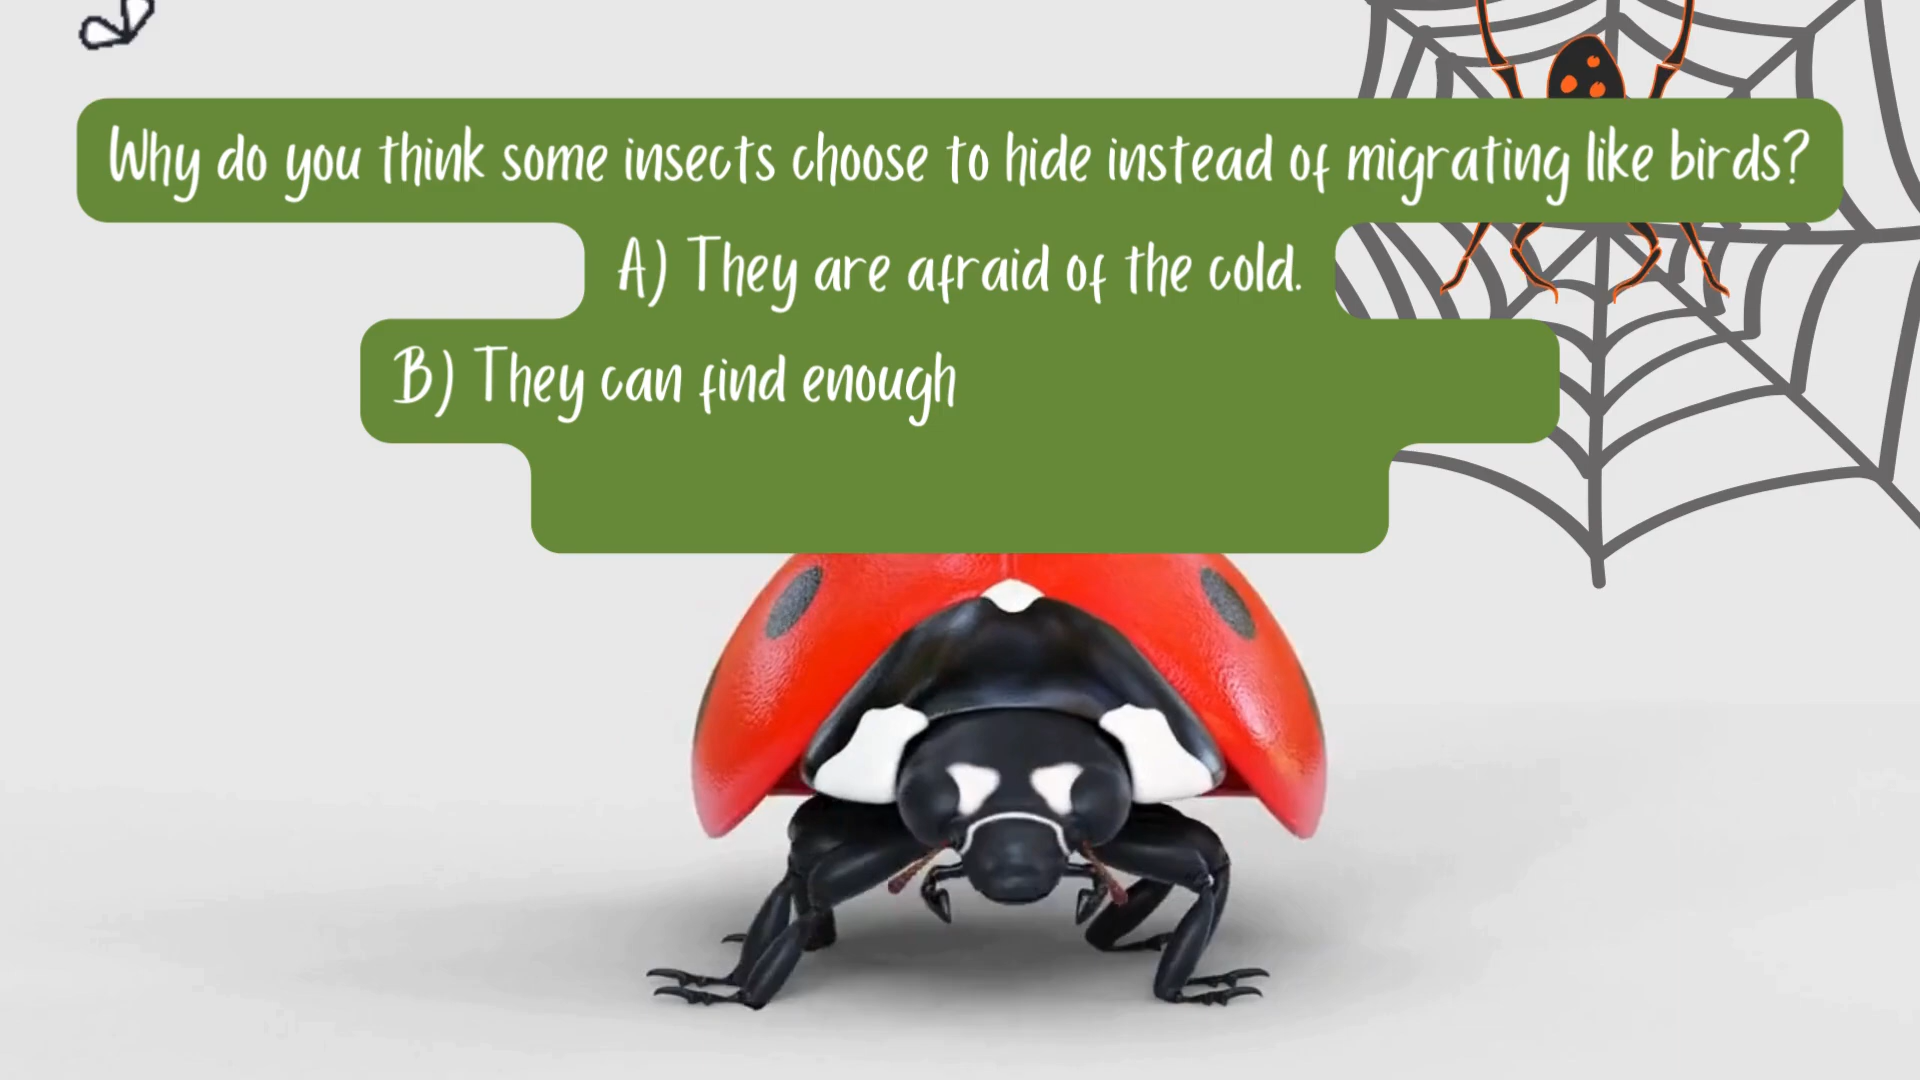 Why do you think some insects choose to hide instead of migrating like birds?
A) They are afraid of the cold.
B) They can find enough